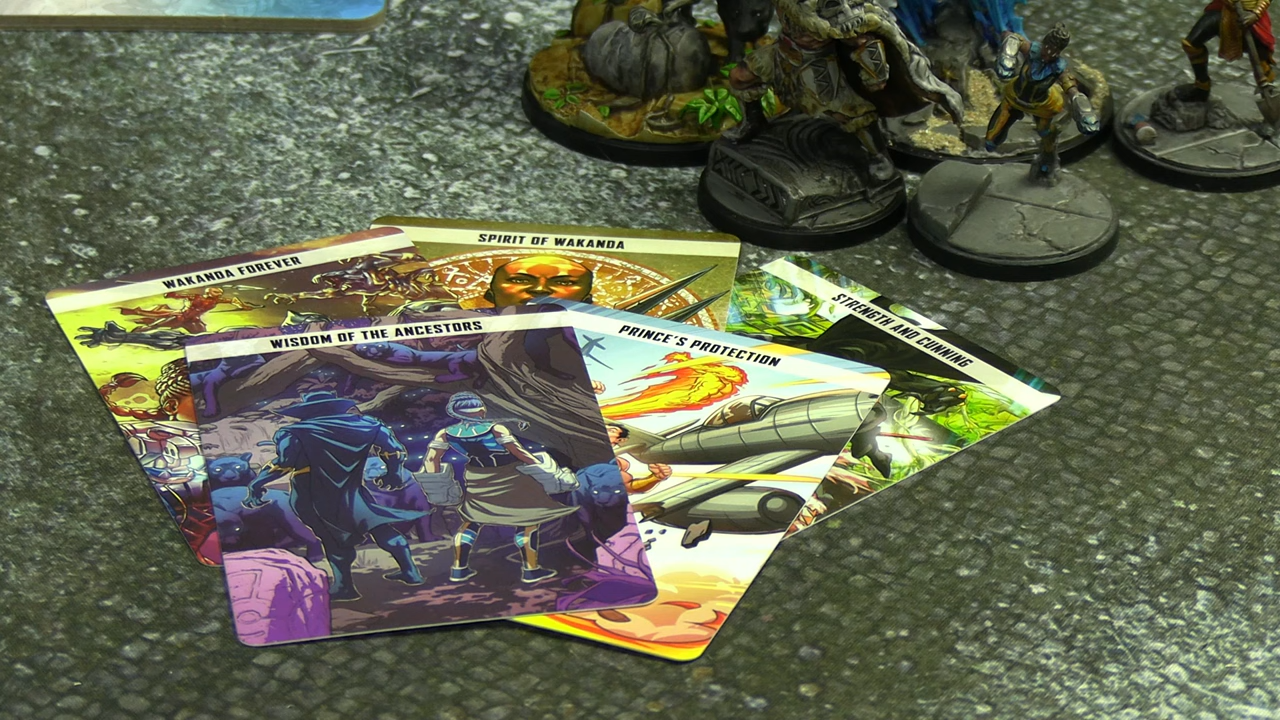 SPIRIT OF WAKANDA
WAKANDA FOREVER
WISDOM OF THE ANCESTORS
PRINCE'S PROTECTION
STRENGTH AND CUNNING